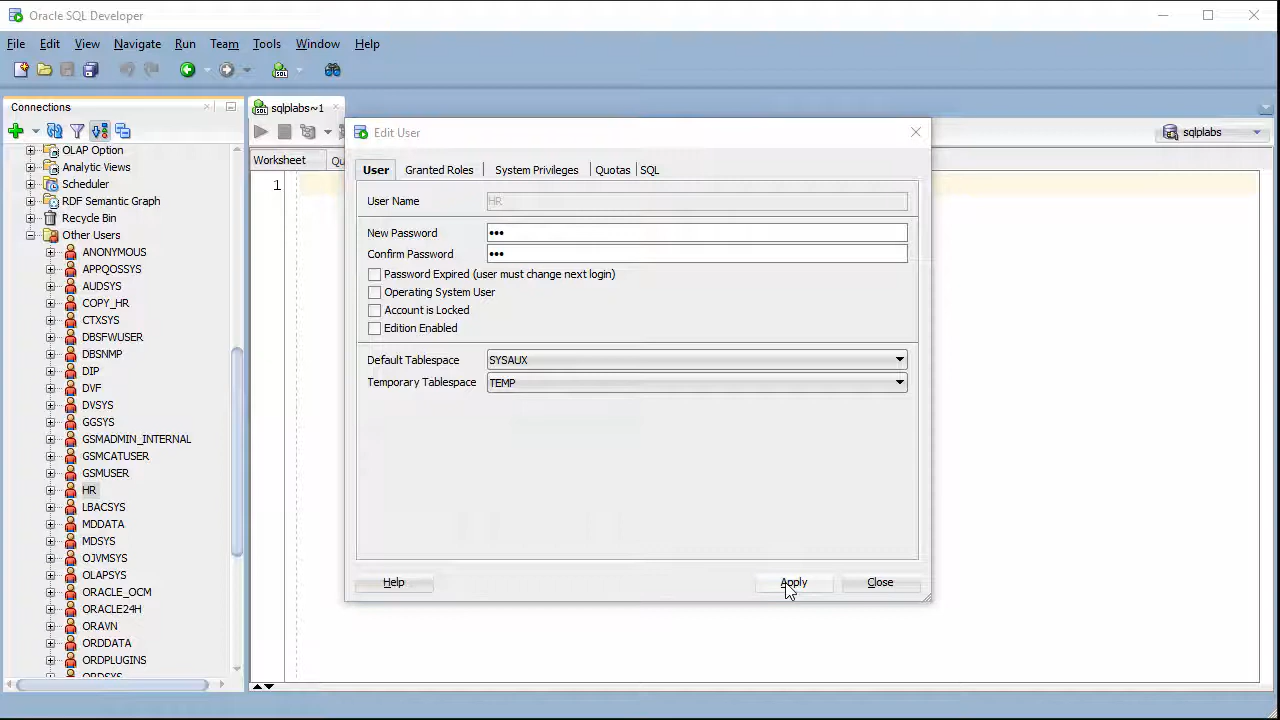 Oracle SQL Developer
File Edit View Navigate Run Team Tools Window Help
Connections
sqlplabs~1
sqlplabs
Worksheet
1
OLAP Option
Analytic Views
Scheduler
RDF Semantic Graph
Recycle Bin
Other Users
ANONYMOUS
APPQOSSYS
AUDSYS
COPY_HR
CTXSYS
DBSFWUSER
DBSNMP
DIP
DVF
DVSYS
GGSYS
GSMADMIN_INTERNAL
GSMCATUSER
GSMUSER
HR
LBACSYS
MDDATA
MDSYS
OJVMSYS
OLAPSYS
ORACLE_OCM
ORACLE24H
ORAVN
ORDDATA
ORDPLUGINS
Edit User
User Granted Roles System Privileges Quotas SQL
User Name HR
New Password •••
Confirm Password •••
Password Expired (user must change next login)
Operating System User
Account is Locked
Edition Enabled
Default Tablespace SYSAUX
Temporary Tablespace TEMP
Help Apply Close